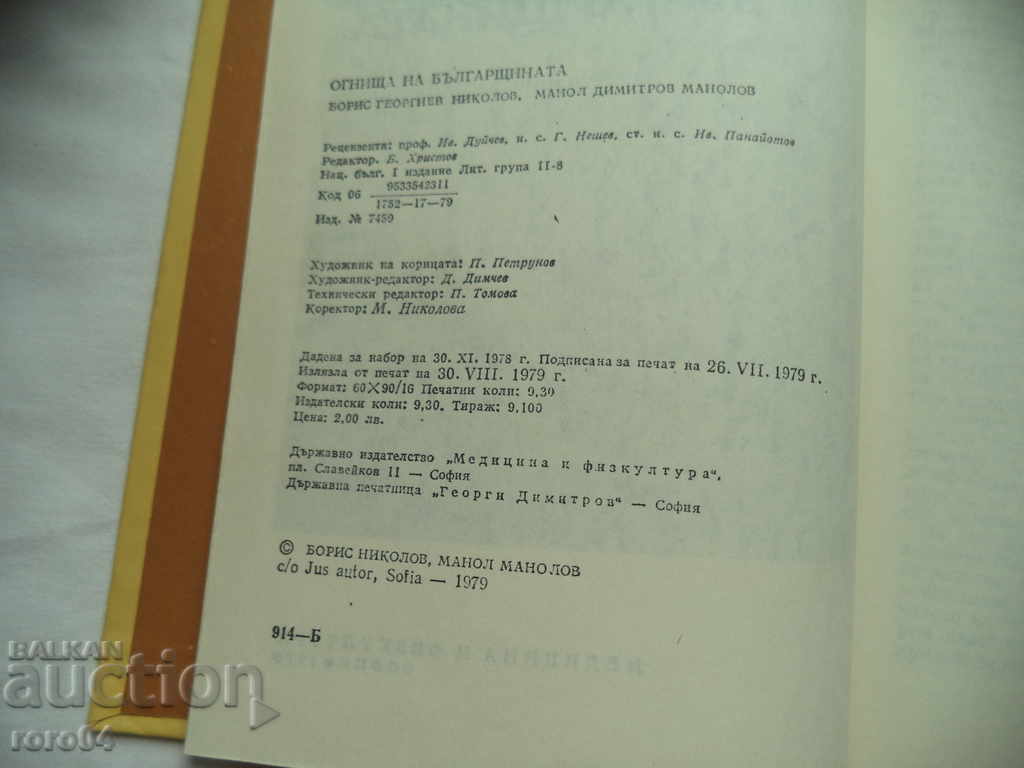 ОГНИЩА НА БЪЛГАРЩИНАТА
БОРИС ГЕОРГИЕВ НИКОЛОВ, МАНОЛ ДИМИТРОВ МАНОЛОВ
Рецензенти: проф. Ив. Дуйчев, н. с. Г. Нешев, ст. н. с. Ив. Панайотов
Редактор. Б. Христов
Нац. бълг. I издание Лит. група II-8
Код 06 9533542311
1752—17—79
Изд. № 7459
Художник на корицата: П. Петрунов
Художник-редактор: Д. Димчев
Технически редактор: П. Томова
Коректор: М. Николова
Дадена за набор на 30. XI. 1978 г. Подписана за печат на 26. VII. 1979 г.
Излязла от печат на 30. VIII. 1979 г.
Формат: 60X90/16 Печатни коли: 9,30
Издателски коли: 9,30. Тираж: 9,100
Цена: 2,00 лв.
Държавно издателство „Медицина и физкултура“,
пл. Славейков 11 — София
Държавна печатница „Георги Димитров“ — София
© БОРИС НИКОЛОВ, МАНОЛ МАНОЛОВ
c/o Jus autor, Sofia — 1979
914—Б
BALKAN
auction
roro04